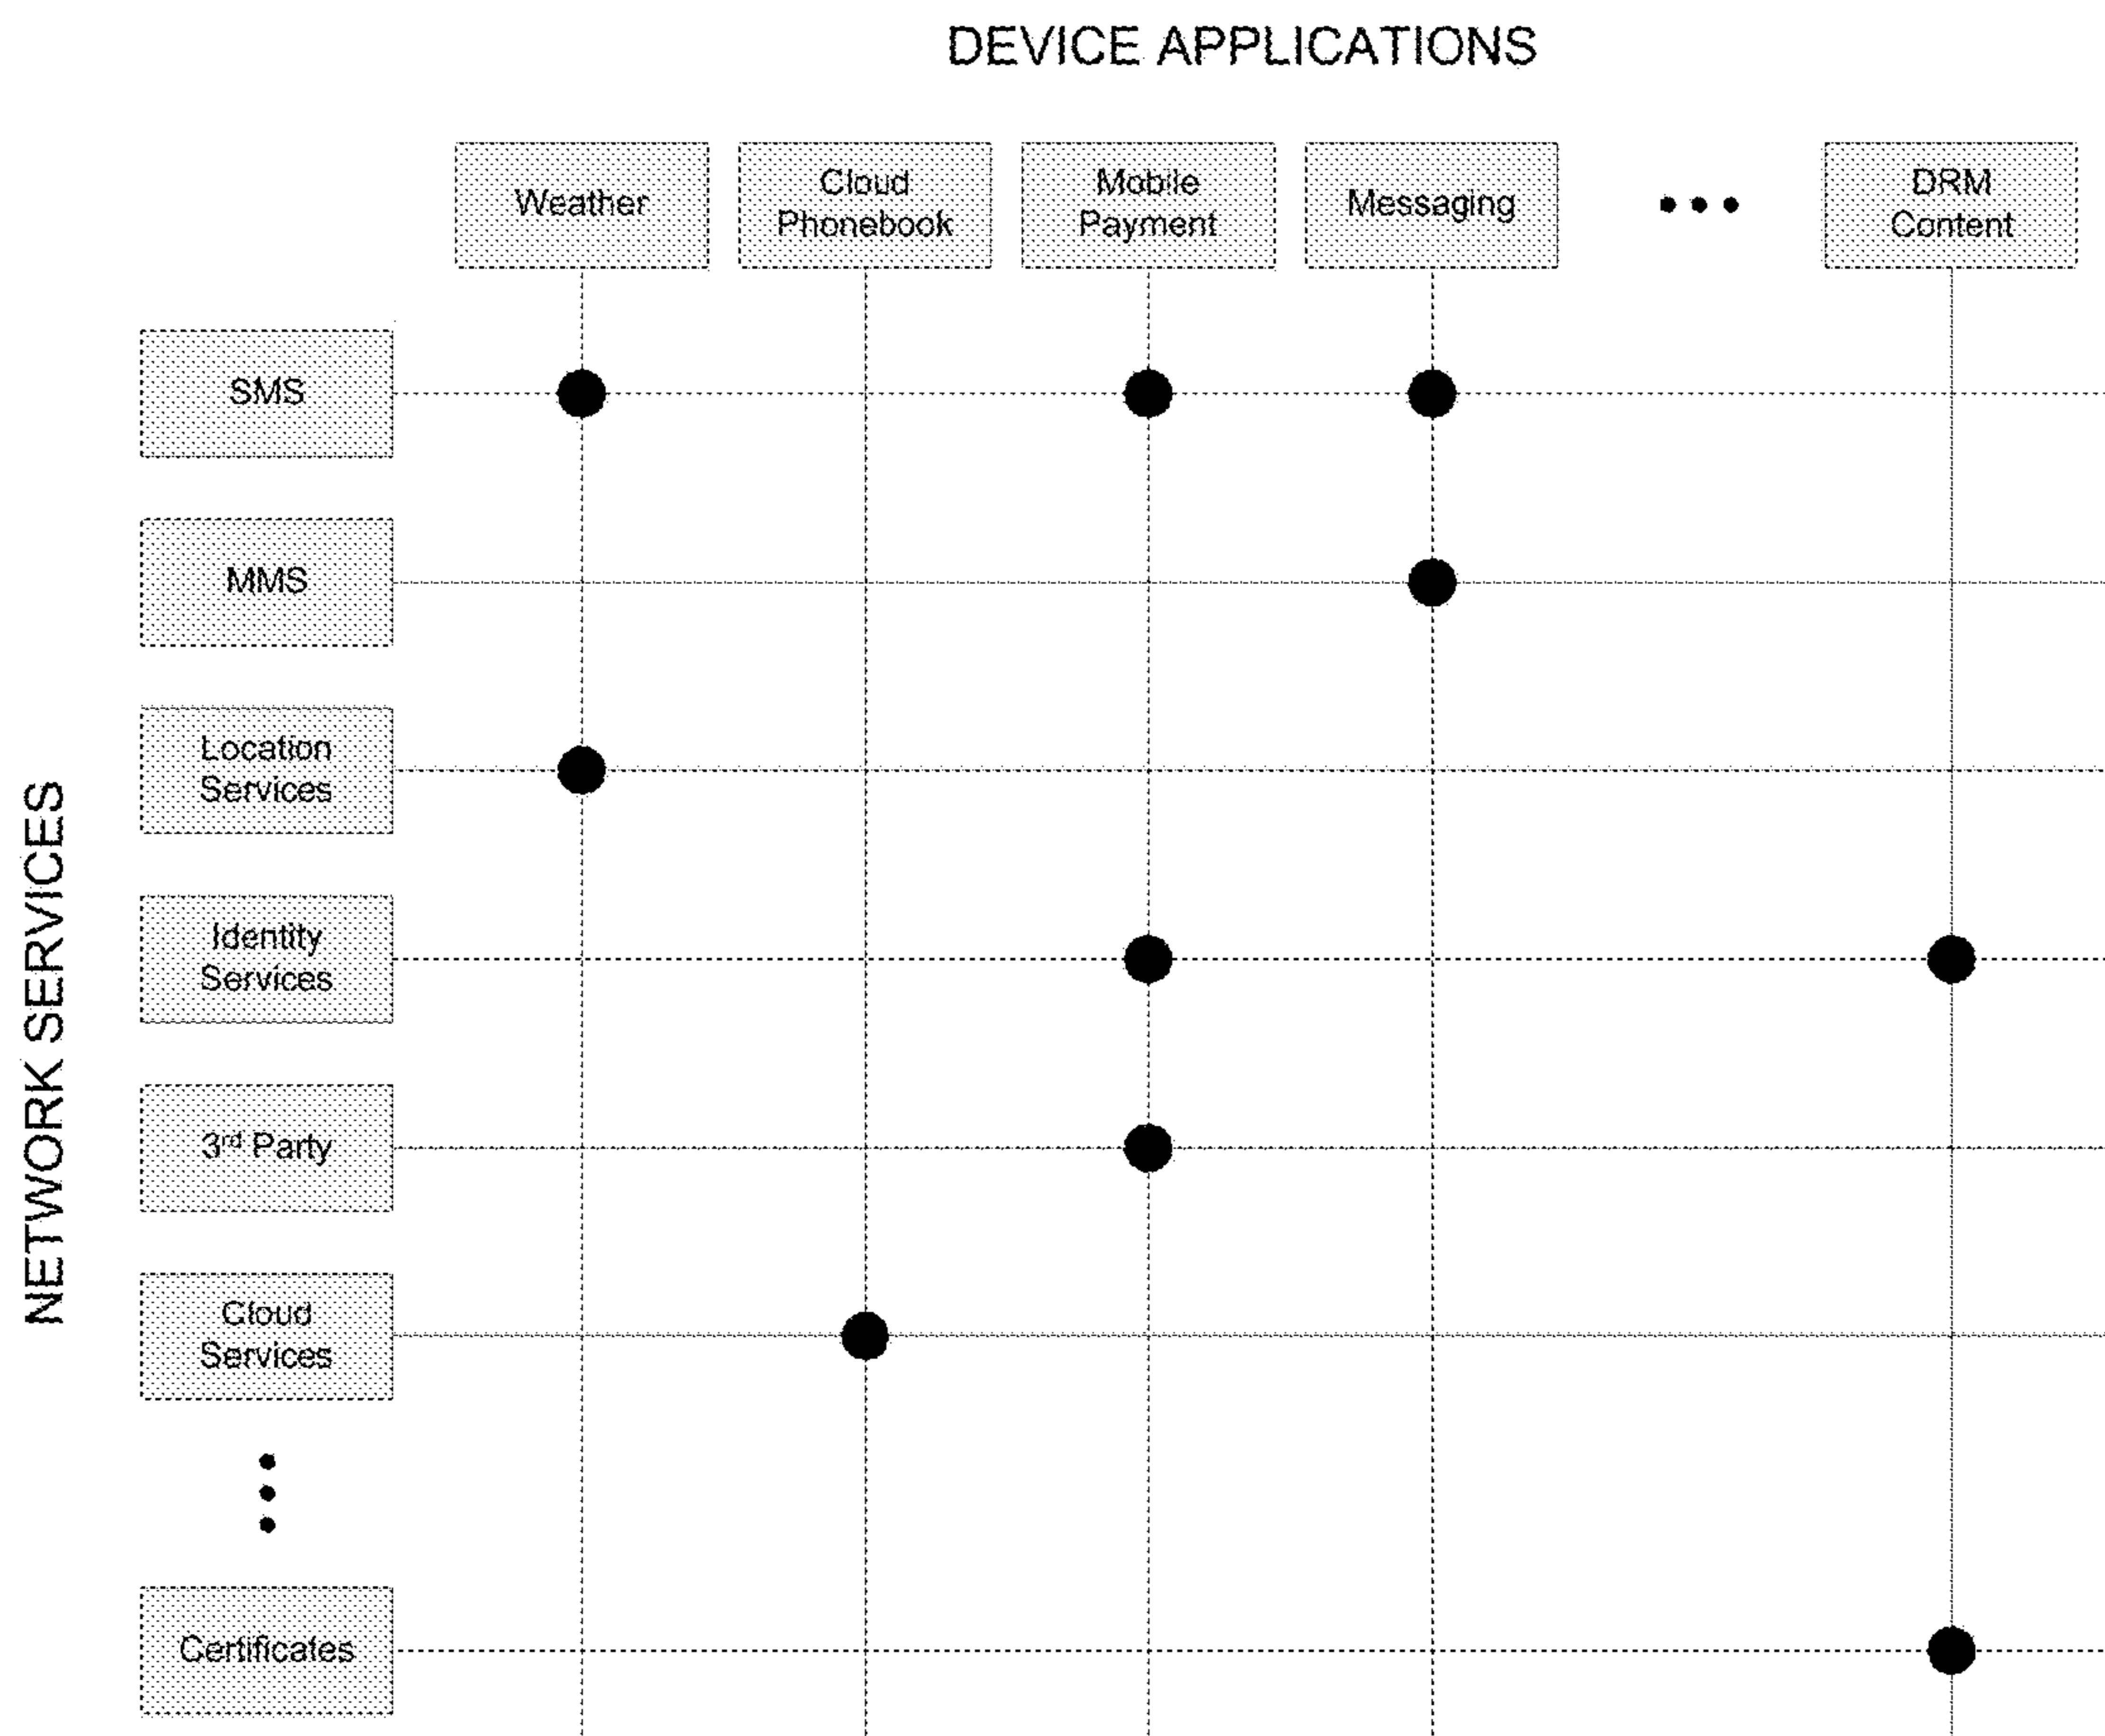 DEVICE APPLICATIONS
Weather
Cloud
Phonebook
Mobile
Payment
Messaging
DRM
Content
NETWORK SERVICES
SMS
MMS
Location
Services
Identity
Services
3rd Party
Cloud
Services
Certificates